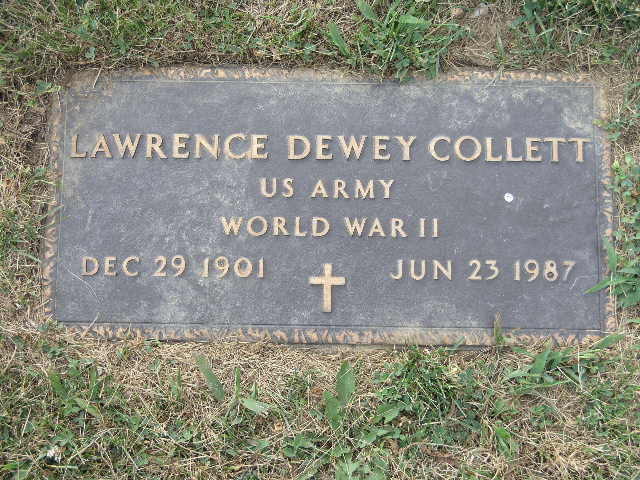 LAWRENCE DEWEY COLLETT
US ARMY
WORLD WAR II
DEC 29 1901 JUN 23 1987